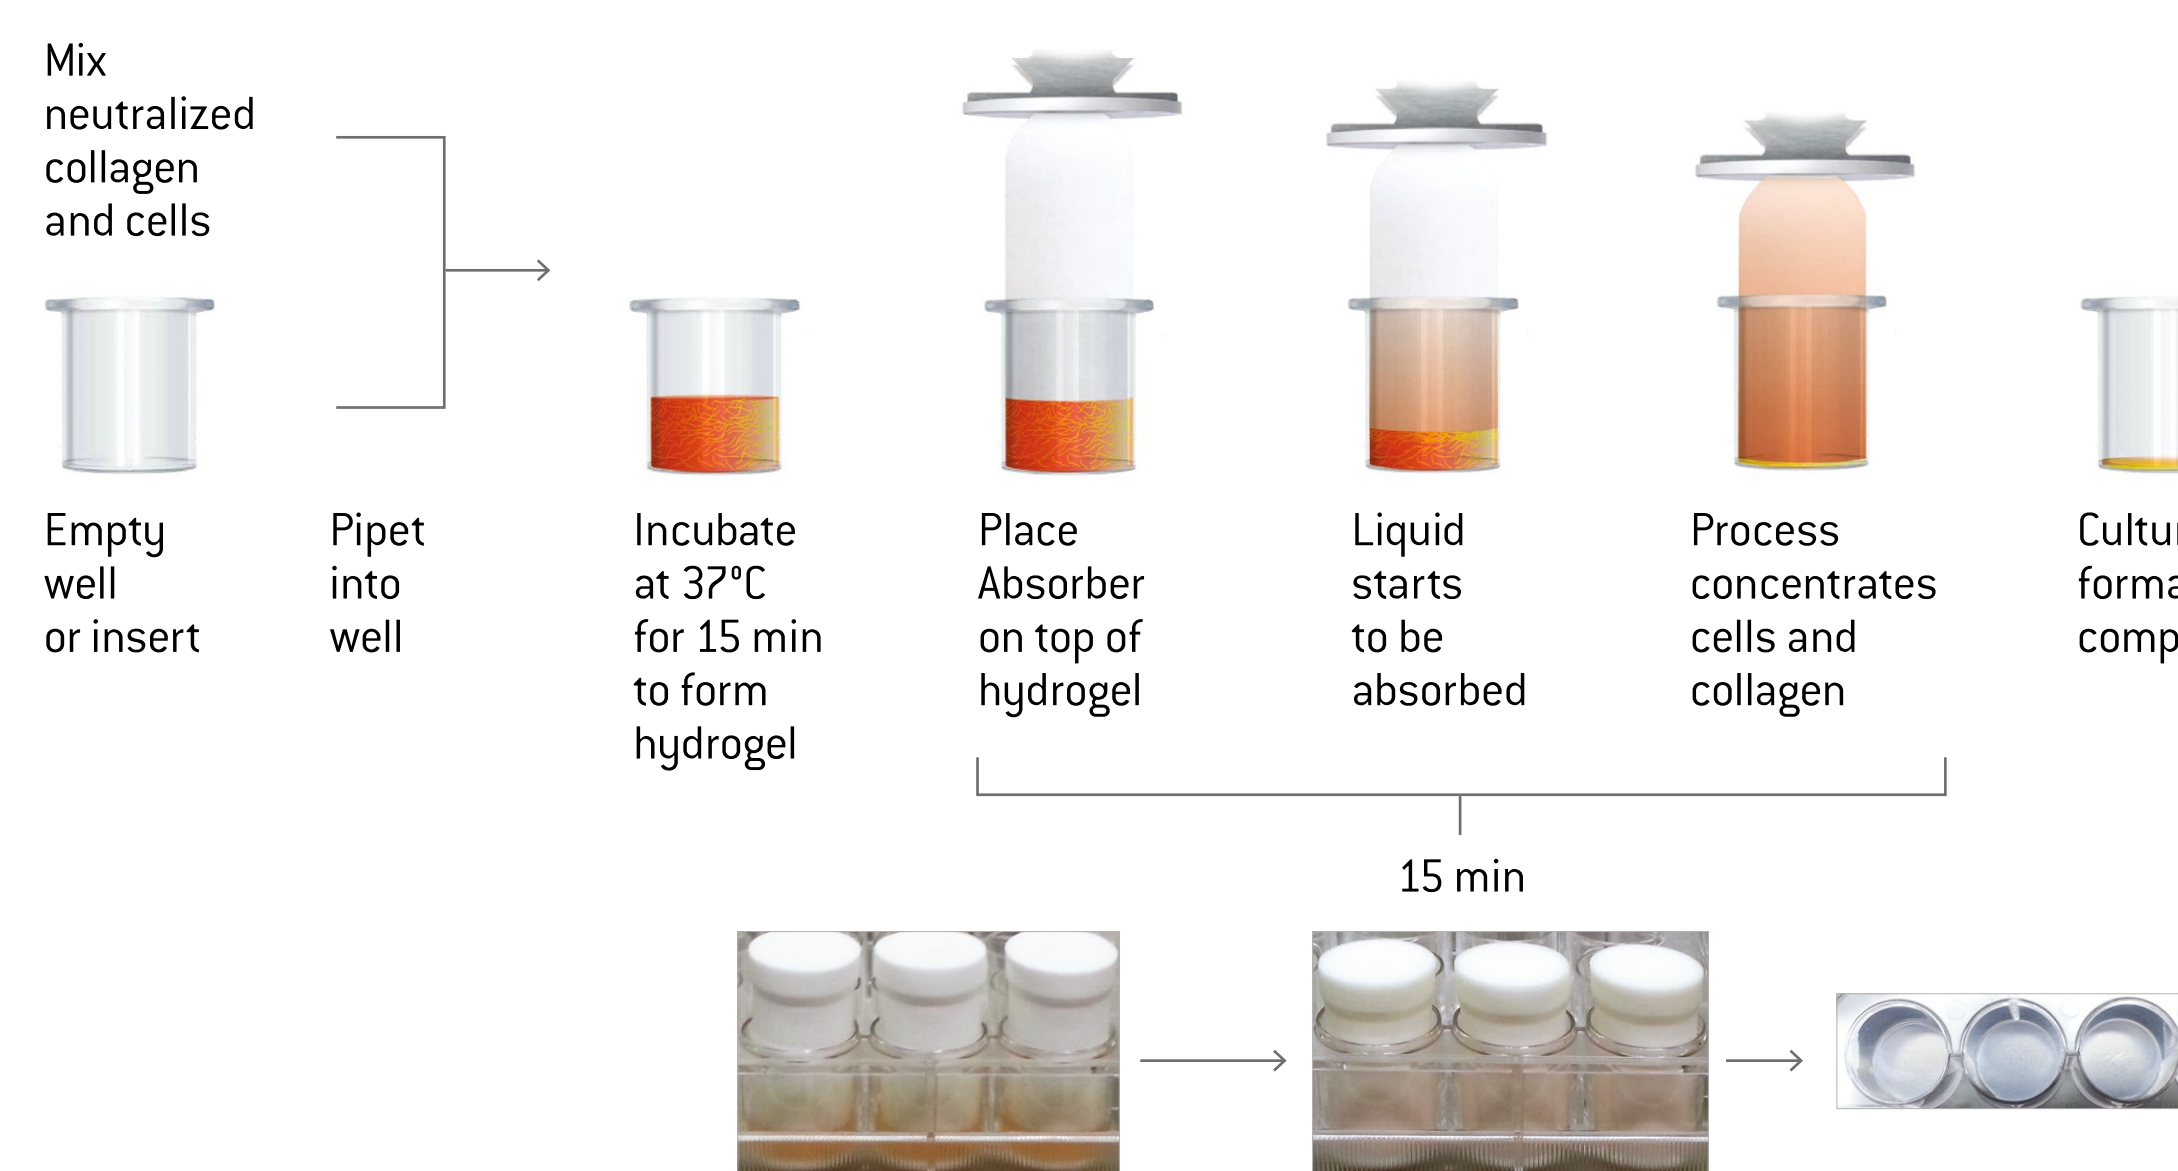 Mix
neutralized
collagen
and cells
Empty
well
or insert
Pipet
into
well
Incubate
at 37ºC
for 15 min
to form
hydrogel
Place
Absorber
on top of
hydrogel
Liquid
starts
to be
absorbed
Process
concentrates
cells and
collagen
15 min